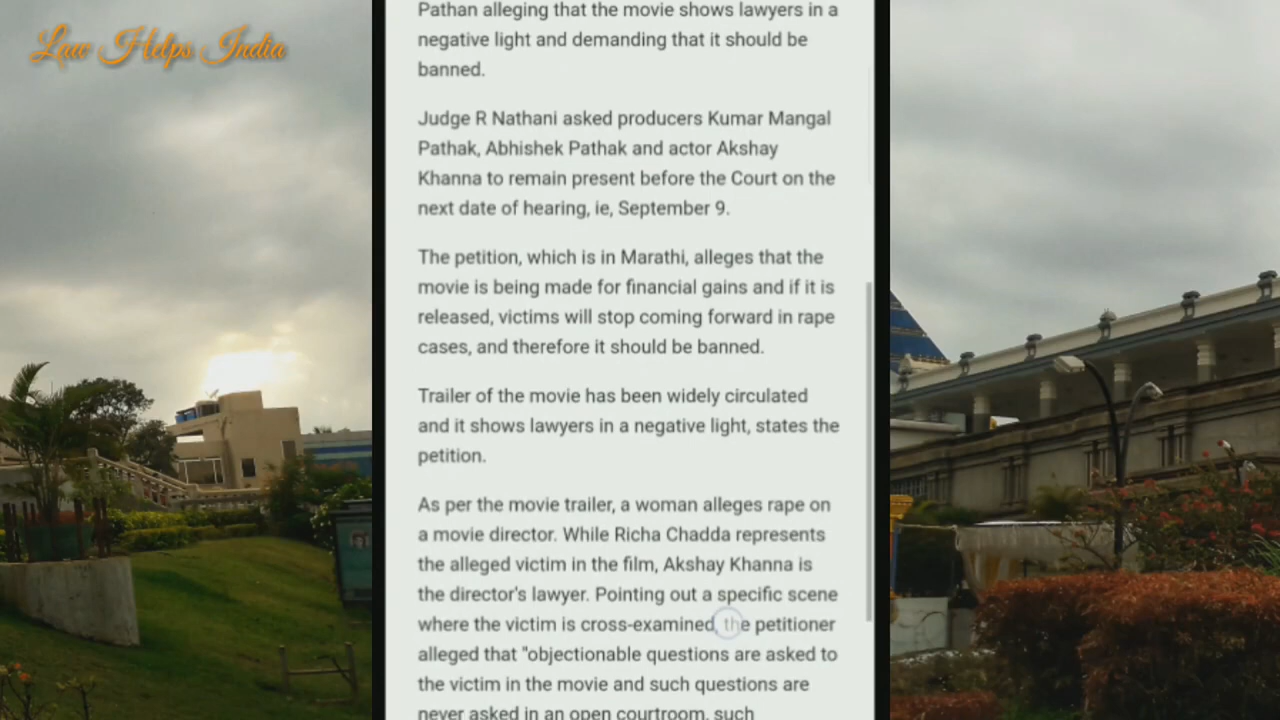 Law Helps India
Pathan alleging that the movie shows lawyers in a
negative light and demanding that it should be
banned.
Judge R Nathani asked producers Kumar Mangal
Pathak, Abhishek Pathak and actor Akshay
Khanna to remain present before the Court on the
next date of hearing, ie, September 9.
The petition, which is in Marathi, alleges that the
movie is being made for financial gains and if it is
released, victims will stop coming forward in rape
cases, and therefore it should be banned.
Trailer of the movie has been widely circulated
and it shows lawyers in a negative light, states the
petition.
As per the movie trailer, a woman alleges rape on
a movie director. While Richa Chadda represents
the alleged victim in the film, Akshay Khanna is
the director's lawyer. Pointing out a specific scene
where the victim is cross-examined, the petitioner
alleged that "objectionable questions are asked to
the victim in the movie and such questions are
never asked in an open courtroom, such